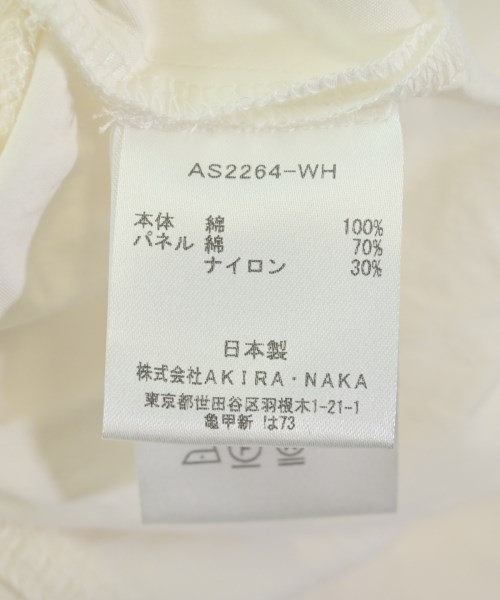 AS2264-WH
本体 綿 100%
パネル 綿 70%
ナイロン 30%
日本製
株式会社AKIRA・NAKA
東京都世田谷区羽根木1-21-1
亀甲新 は73